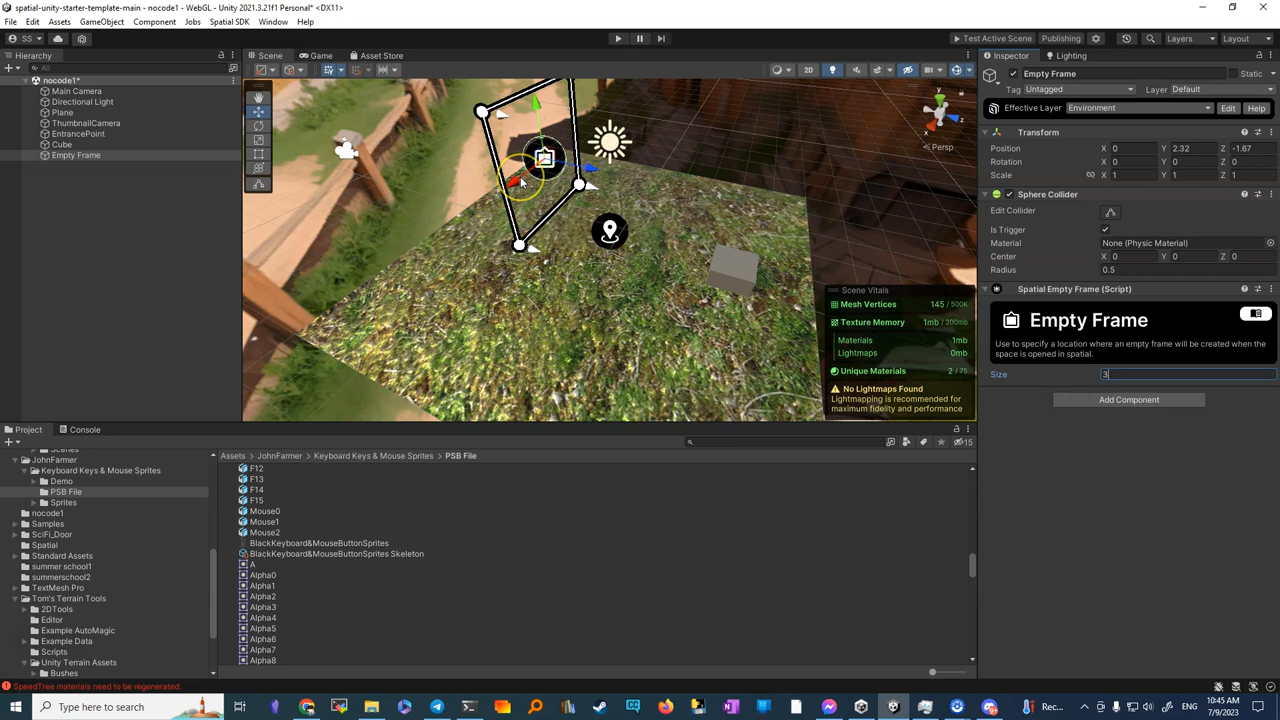 spatial-unity-starter-template-main - nocode1 - WebGL - Unity 2021.3.21f1 Personal* <DX11>
File Edit Assets GameObject Component Jobs Spatial SDK Window Help
SS Test Active Scene Publishing Layers Layout
Hierarchy Scene Game Asset Store Inspector Lighting
All
2D
Empty Frame Static
nocode1*
Tag Untagged Layer Default
Main Camera
Directional Light
Effective Layer Environment Edit Help
Plane
ThumbnailCamera
EntrancePoint
Cube
Empty Frame
y
x
z
Persp
Transform
Position X 0 Y 2.32 Z -1.67
Rotation X 0 Y 0 Z 0
Scale X 1 Y 1 Z 1
Sphere Collider
Edit Collider
Is Trigger
Material None (Physic Material)
Center X 0 Y 0 Z 0
Radius 0.5
Spatial Empty Frame (Script)
Empty Frame
Use to specify a location where an empty frame will be created when the
space is opened in spatial.
Size 3
Add Component
Scene Vitals
Mesh Vertices 145 / 500K
Texture Memory 1mb / 200mb
Materials 1mb
Lightmaps 0mb
Unique Materials 2 / 75
No Lightmaps Found
Lightmapping is recommended for
maximum fidelity and performance
Project Console
15
Scenes
JohnFarmer
Keyboard Keys & Mouse Sprites
Demo
PSB File
Sprites
nocode1
Samples
SciFi_Door
Spatial
Standard Assets
summer school1
summerschool2
TextMesh Pro
Tom's Terrain Tools
2DTools
Editor
Example AutoMagic
Example Data
Scripts
Unity Terrain Assets
Bushes
Assets > JohnFarmer > Keyboard Keys & Mouse Sprites > PSB File
F12
F13
F14
F15
Mouse0
Mouse1
Mouse2
BlackKeyboard&MouseButtonSprites
BlackKeyboard&MouseButtonSprites Skeleton
A
Alpha0
Alpha1
Alpha2
Alpha3
Alpha4
Alpha5
Alpha6
Alpha7
Alpha8
SpeedTree materials need to be regenerated.
Type here to search
Rec...
10:45 AM
7/9/2023